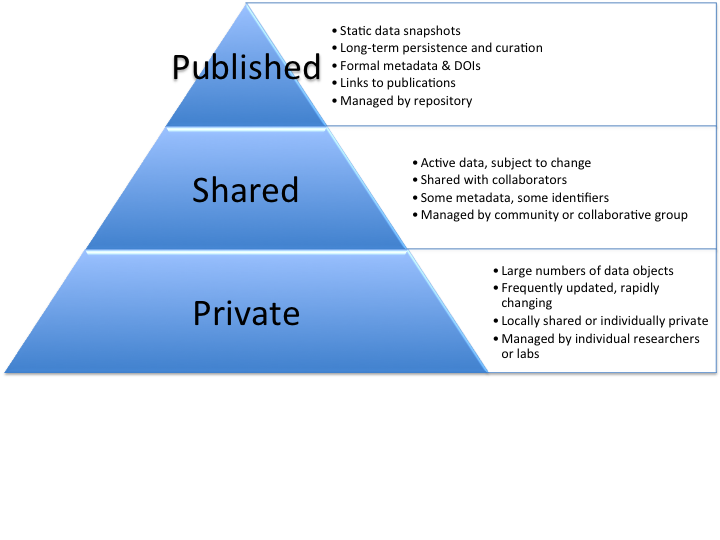 Published
• Static data snapshots
• Long-term persistence and curation
• Formal metadata & DOIs
• Links to publications
• Managed by repository
Shared
• Active data, subject to change
• Shared with collaborators
• Some metadata, some identifiers
• Managed by community or collaborative group
Private
• Large numbers of data objects
• Frequently updated, rapidly
changing
• Locally shared or individually private
• Managed by individual researchers
or labs